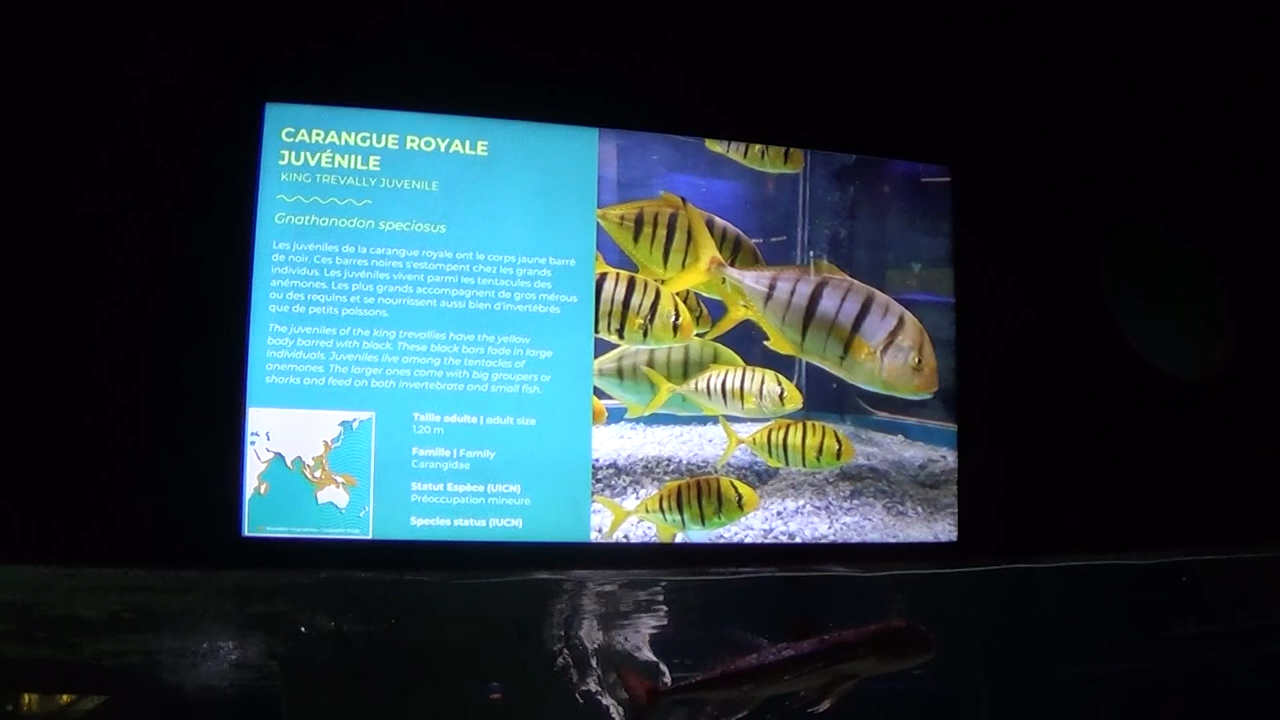 CARANGUE ROYALE
JUVÉNILE
KING TREVALLY JUVENILE
Gnathanodon speciosus
Les juvéniles de la carangue royale ont le corps jaune barré
de noir. Ces barres noires s'estompent chez les grands
individus. Les juvéniles vivent parmi les tentacules des
anémones. Les plus grands accompagnent de gros mérous
ou des requins et se nourrissent aussi bien d'invertébrés
que de petits poissons.
The juveniles of the king trevallies have the yellow
body barred with black. These black bars fade in large
individuals. Juveniles live among the tentacles of
anemones. The larger ones come with big groupers or
sharks and feed on both invertebrate and small fish.
Taille adulte | adult size
1,20 m
Famille | Family
Carangidae
Statut Espèce (UICN)
Préoccupation mineure
Species status (IUCN)